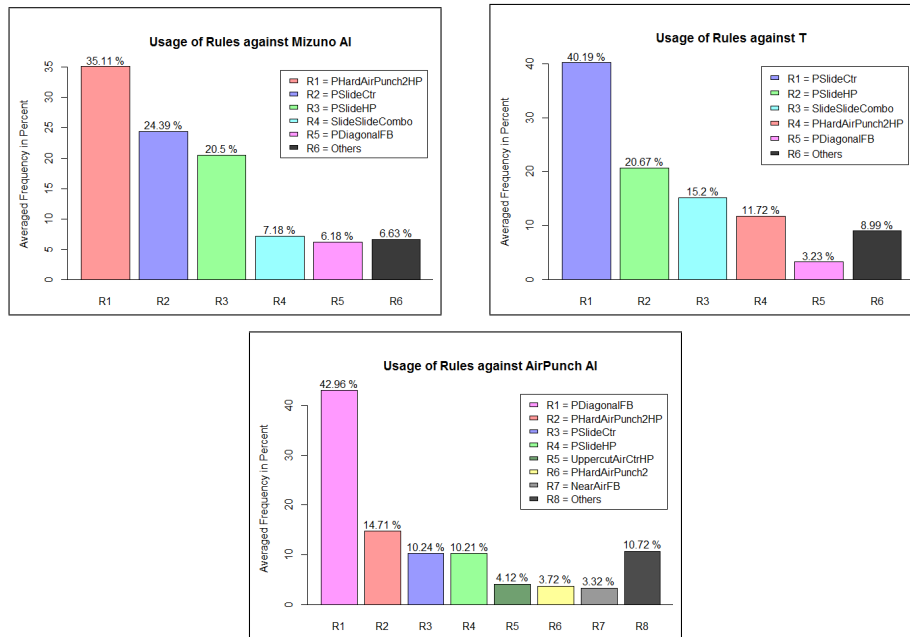 Usage of Rules against Mizuno AI
Averaged Frequency in Percent
35
30
25
20
15
10
5
0
35.11 %
24.39 %
20.5 %
7.18 %
6.18 %
6.63 %
R1 = PHardAirPunch2HP
R2 = PSlideCtr
R3 = PSlideHP
R4 = SlideSlideCombo
R5 = PDiagonalFB
R6 = Others
R1 R2 R3 R4 R5 R6
Usage of Rules against T
Averaged Frequency in Percent
40
30
20
10
0
40.19 %
20.67 %
15.2 %
11.72 %
3.23 %
8.99 %
R1 = PSlideCtr
R2 = PSlideHP
R3 = SlideSlideCombo
R4 = PHardAirPunch2HP
R5 = PDiagonalFB
R6 = Others
R1 R2 R3 R4 R5 R6
Usage of Rules against AirPunch AI
Averaged Frequency in Percent
40
30
20
10
0
42.96 %
14.71 %
10.24 %
10.21 %
4.12 %
3.72 %
3.32 %
10.72 %
R1 = PDiagonalFB
R2 = PHardAirPunch2HP
R3 = PSlideCtr
R4 = PSlideHP
R5 = UppercutAirCtrHP
R6 = PHardAirPunch2
R7 = NearAirFB
R8 = Others
R1 R2 R3 R4 R5 R6 R7 R8